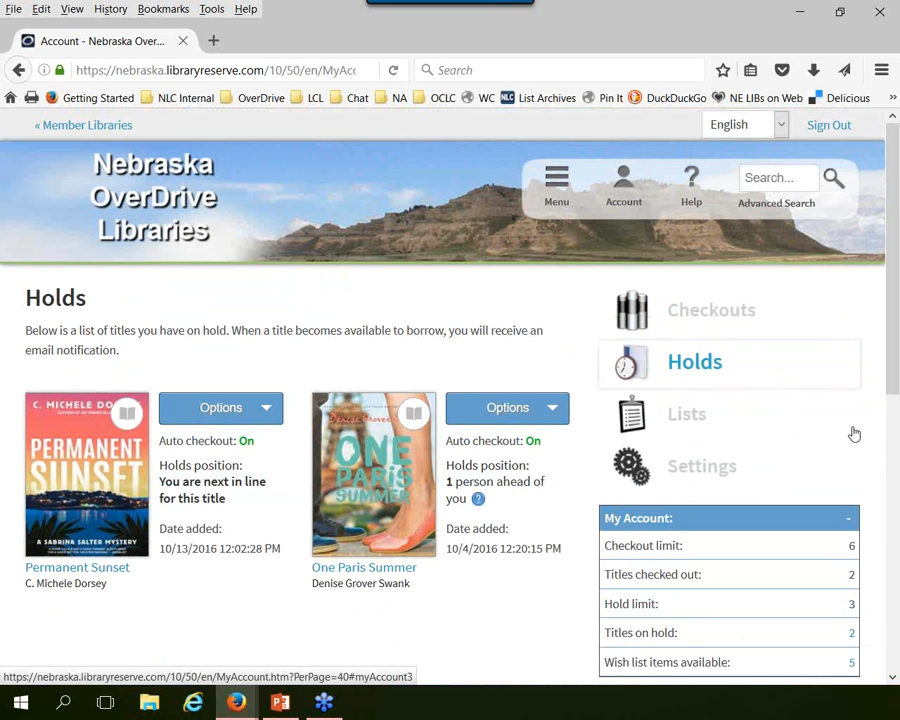 File Edit View History Bookmarks Tools Help
Account - Nebraska Over...
https://nebraska.libraryreserve.com/10/50/en/MyAcc
Search
Getting Started NLC Internal OverDrive LCL Chat NA OCLC WC NLC List Archives Pin It DuckDuckGo NE LIBs on Web Delicious
« Member Libraries
English
Sign Out
Nebraska
OverDrive
Libraries
Menu
Account
Help
Search...
Advanced Search
Holds
Below is a list of titles you have on hold. When a title becomes available to borrow, you will receive an
email notification.
C. MICHELE DO
PERMANENT
SUNSET
A SABRINA SALTER MYSTERY
Options
Auto checkout: On
Holds position:
You are next in line
for this title
Date added:
10/13/2016 12:02:28 PM
Permanent Sunset
C. Michele Dorsey
ONE
PARIS
SUMMER
Options
Auto checkout: On
Holds position:
1 person ahead of
you ?
Date added:
10/4/2016 12:20:15 PM
One Paris Summer
Denise Grover Swank
Checkouts
Holds
Lists
Settings
My Account: -
Checkout limit: 6
Titles checked out: 2
Hold limit: 3
Titles on hold: 2
Wish list items available: 5
https://nebraska.libraryreserve.com/10/50/en/MyAccount.htm?PerPage=40#myAccount3